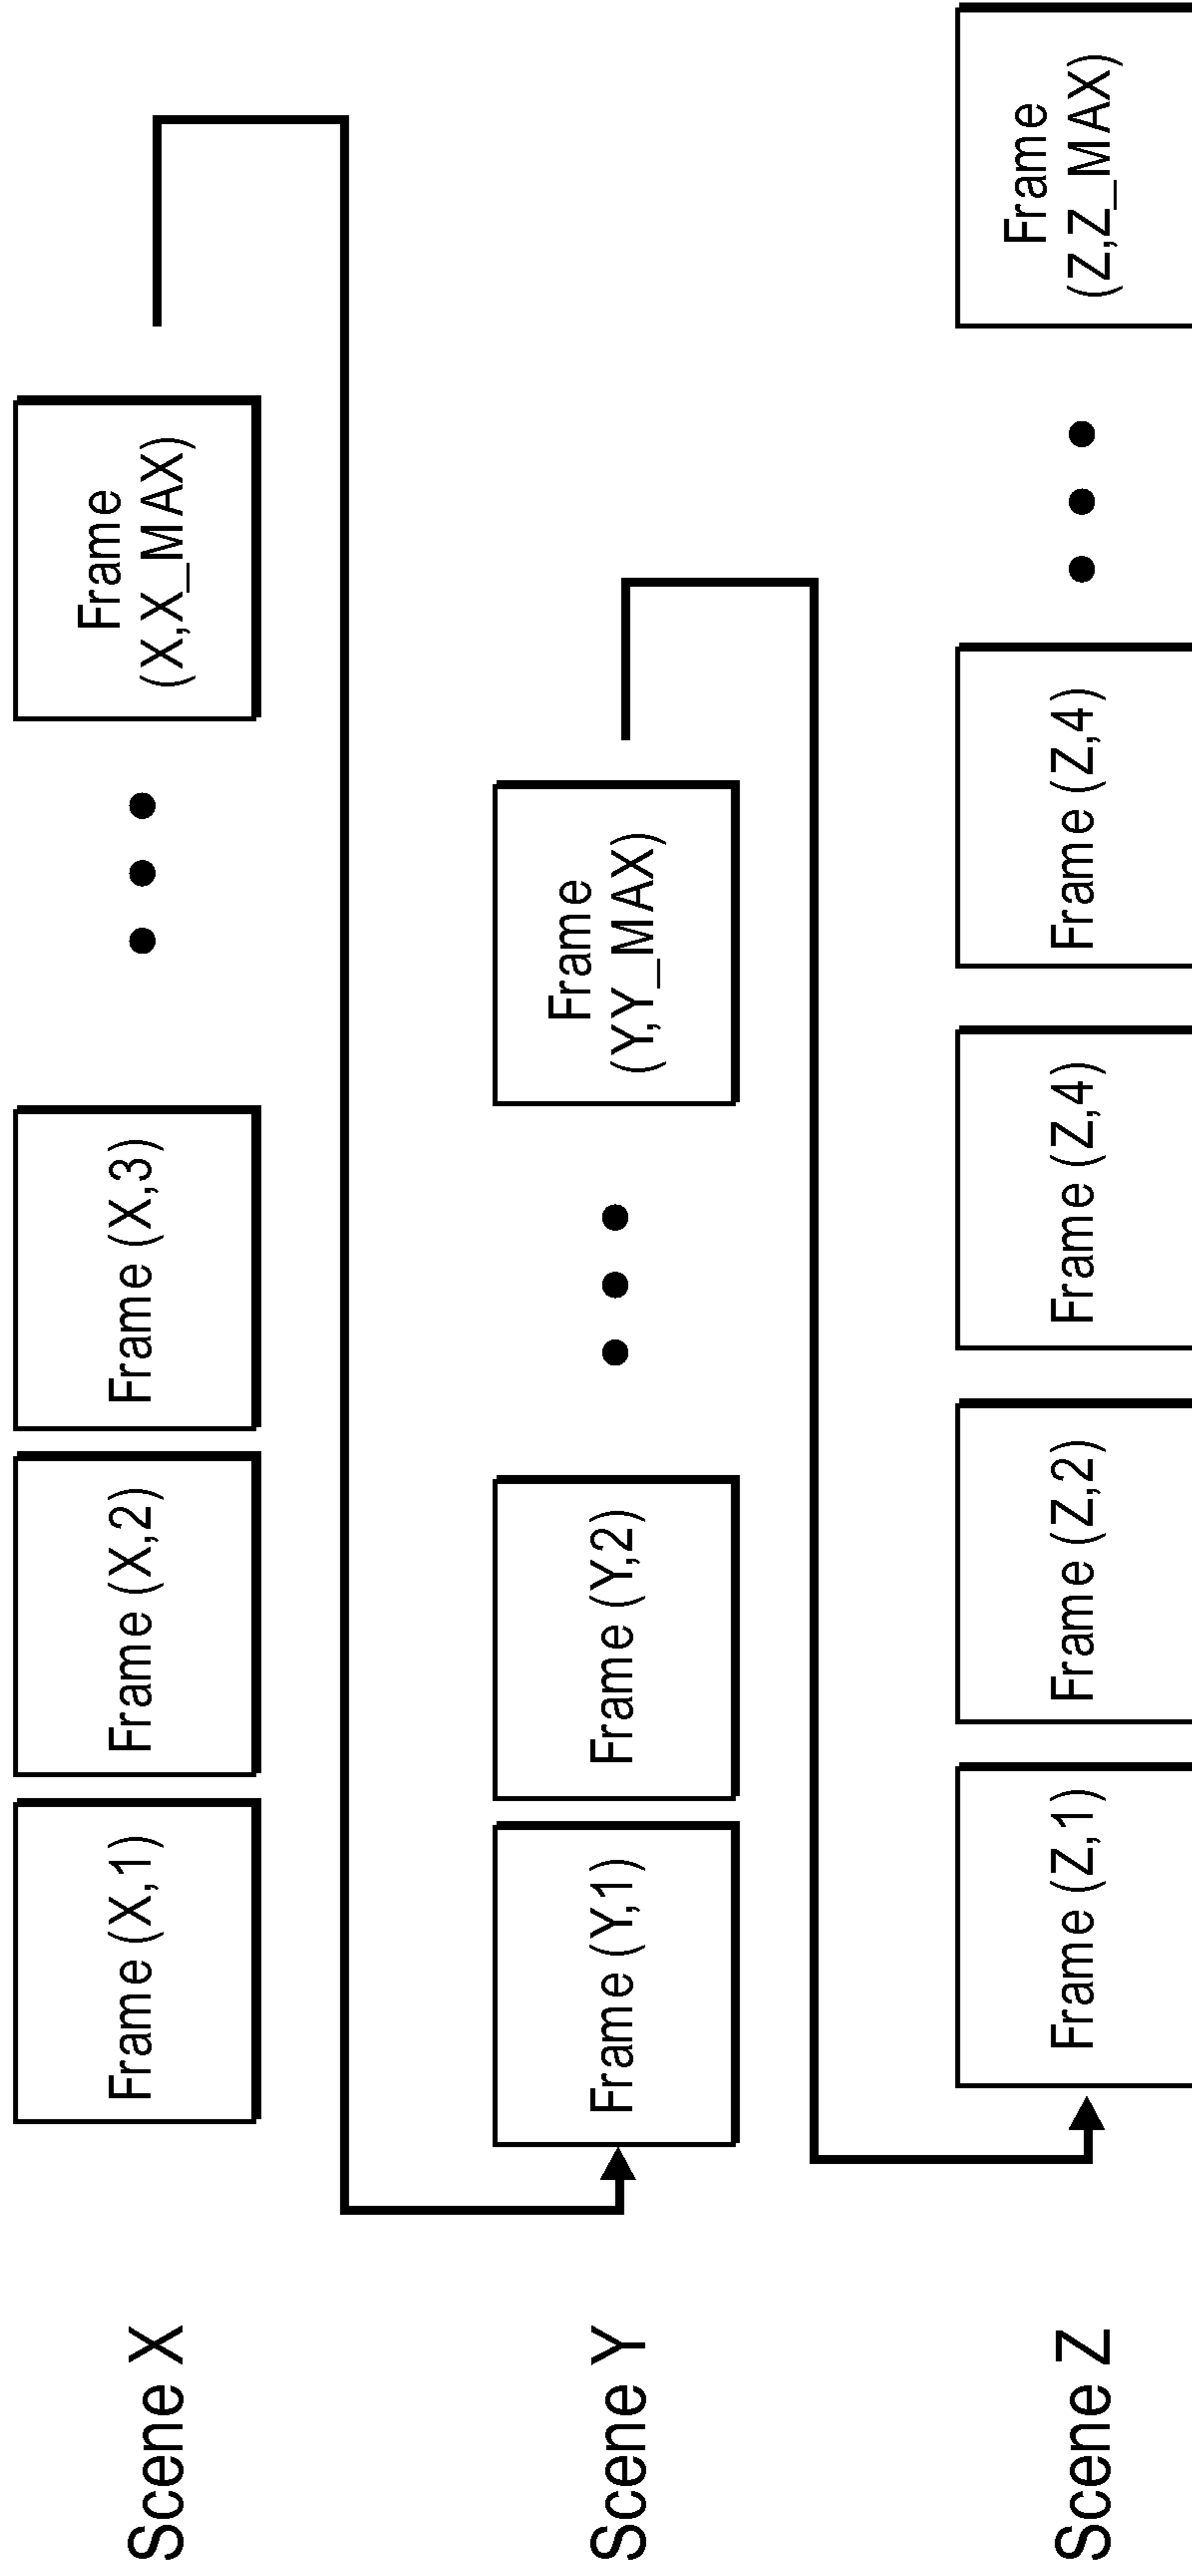 Scene X
Frame (X,1)
Frame (X,2)
Frame (X,3)
Frame
(X,X_MAX)
Scene Y
Frame (Y,1)
Frame (Y,2)
Frame
(Y,Y_MAX)
Scene Z
Frame (Z,1)
Frame (Z,2)
Frame (Z,4)
Frame (Z,4)
Frame
(Z,Z_MAX)